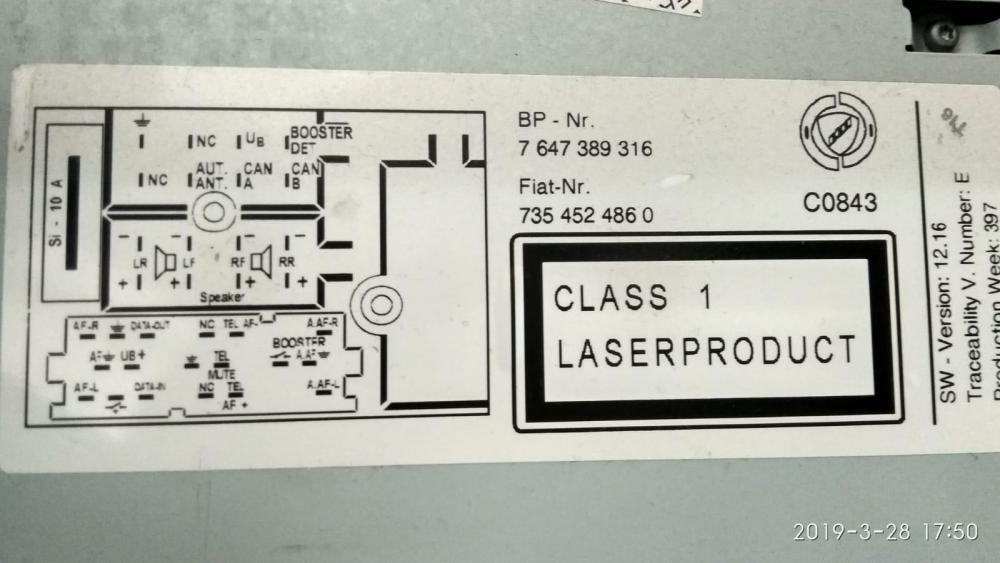 NC
UB
BOOSTER
DET
NC
AUT.
ANT.
CAN
A
CAN
B
Si - 10 A
- - - -
LR LF RF RR
+ + + +
Speaker
AF-R DATA-OUT NC TEL AF- A.AF-R
BOOSTER
AF UB+ TEL A.AF
MUTE
AF-L DATA-IN NC TEL A.AF-L
AF +
BP - Nr.
7 647 389 316
Fiat-Nr.
735 452 486 0
C0843
CLASS 1
LASERPRODUCT
SW - Version: 12.16
Traceability V. Number: E
Production Week: 397
2019-3-28 17:50